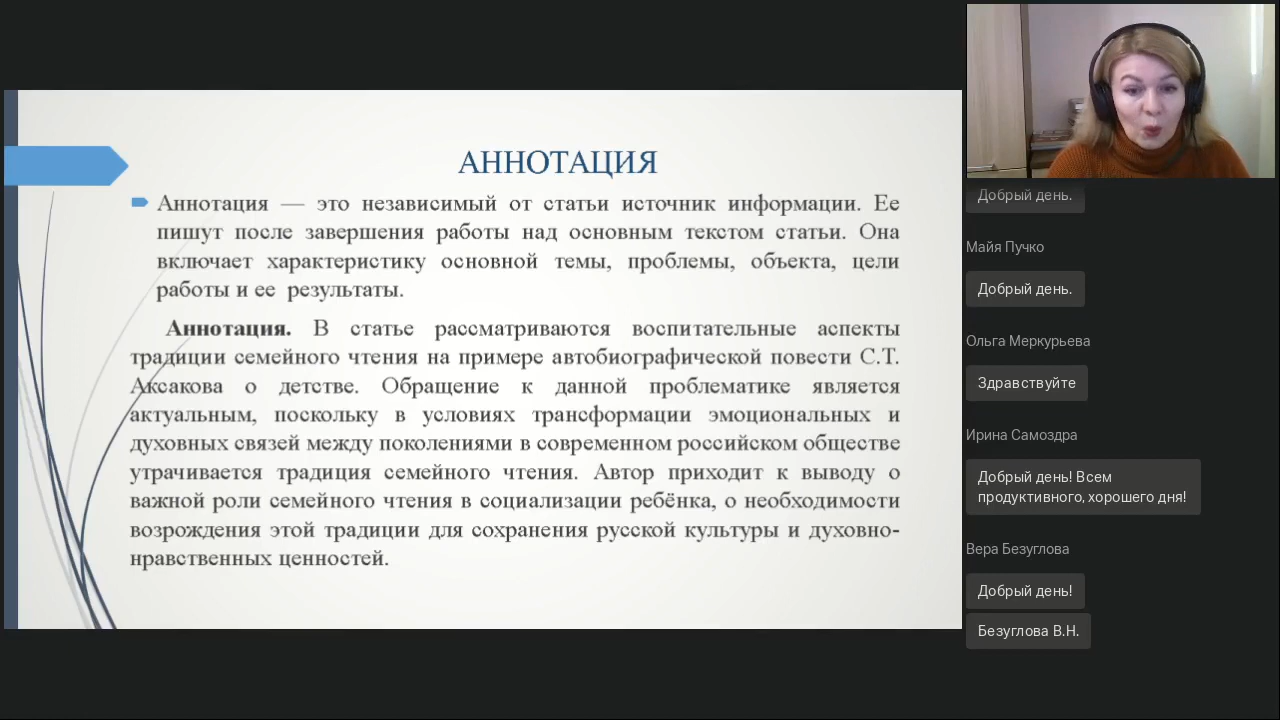 АННОТАЦИЯ
Аннотация — это независимый от статьи источник информации. Ее
пишут после завершения работы над основным текстом статьи. Она
включает характеристику основной темы, проблемы, объекта, цели
работы и ее результаты.
Аннотация. В статье рассматриваются воспитательные аспекты
традиции семейного чтения на примере автобиографической повести С.Т.
Аксакова о детстве. Обращение к данной проблематике является
актуальным, поскольку в условиях трансформации эмоциональных и
духовных связей между поколениями в современном российском обществе
утрачивается традиция семейного чтения. Автор приходит к выводу о
важной роли семейного чтения в социализации ребёнка, о необходимости
возрождения этой традиции для сохранения русской культуры и духовно-
нравственных ценностей.
Добрый день.
Майя Пучко
Добрый день.
Ольга Меркурьева
Здравствуйте
Ирина Самоздра
Добрый день! Всем
продуктивного, хорошего дня!
Вера Безуглова
Добрый день!
Безуглова В.Н.